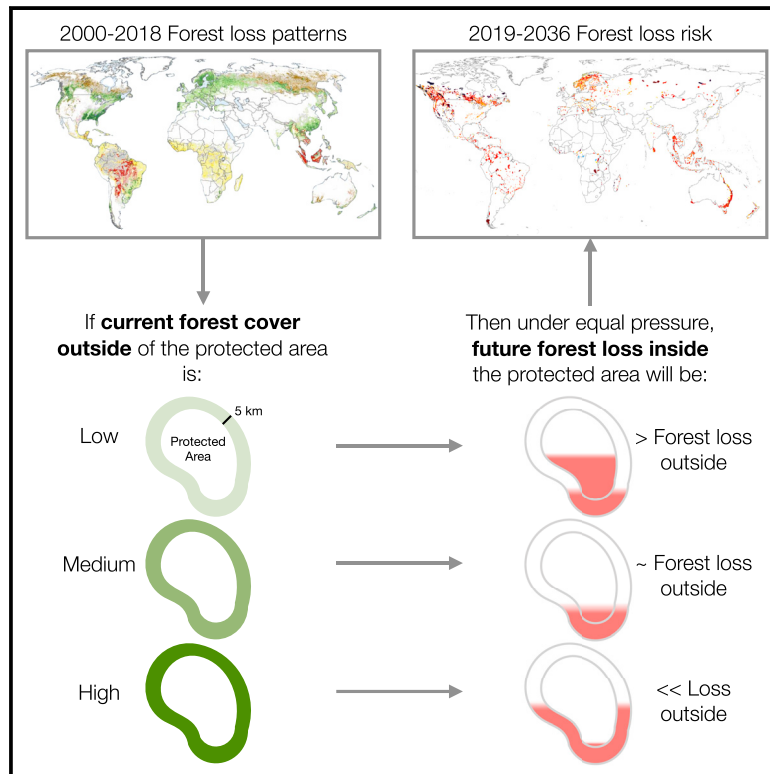 2000-2018 Forest loss patterns
2019-2036 Forest loss risk
If current forest cover
outside of the protected area
is:
Then under equal pressure,
future forest loss inside
the protected area will be:
Low
5 km
Protected
Area
> Forest loss
outside
Medium
~ Forest loss
outside
High
<< Loss
outside